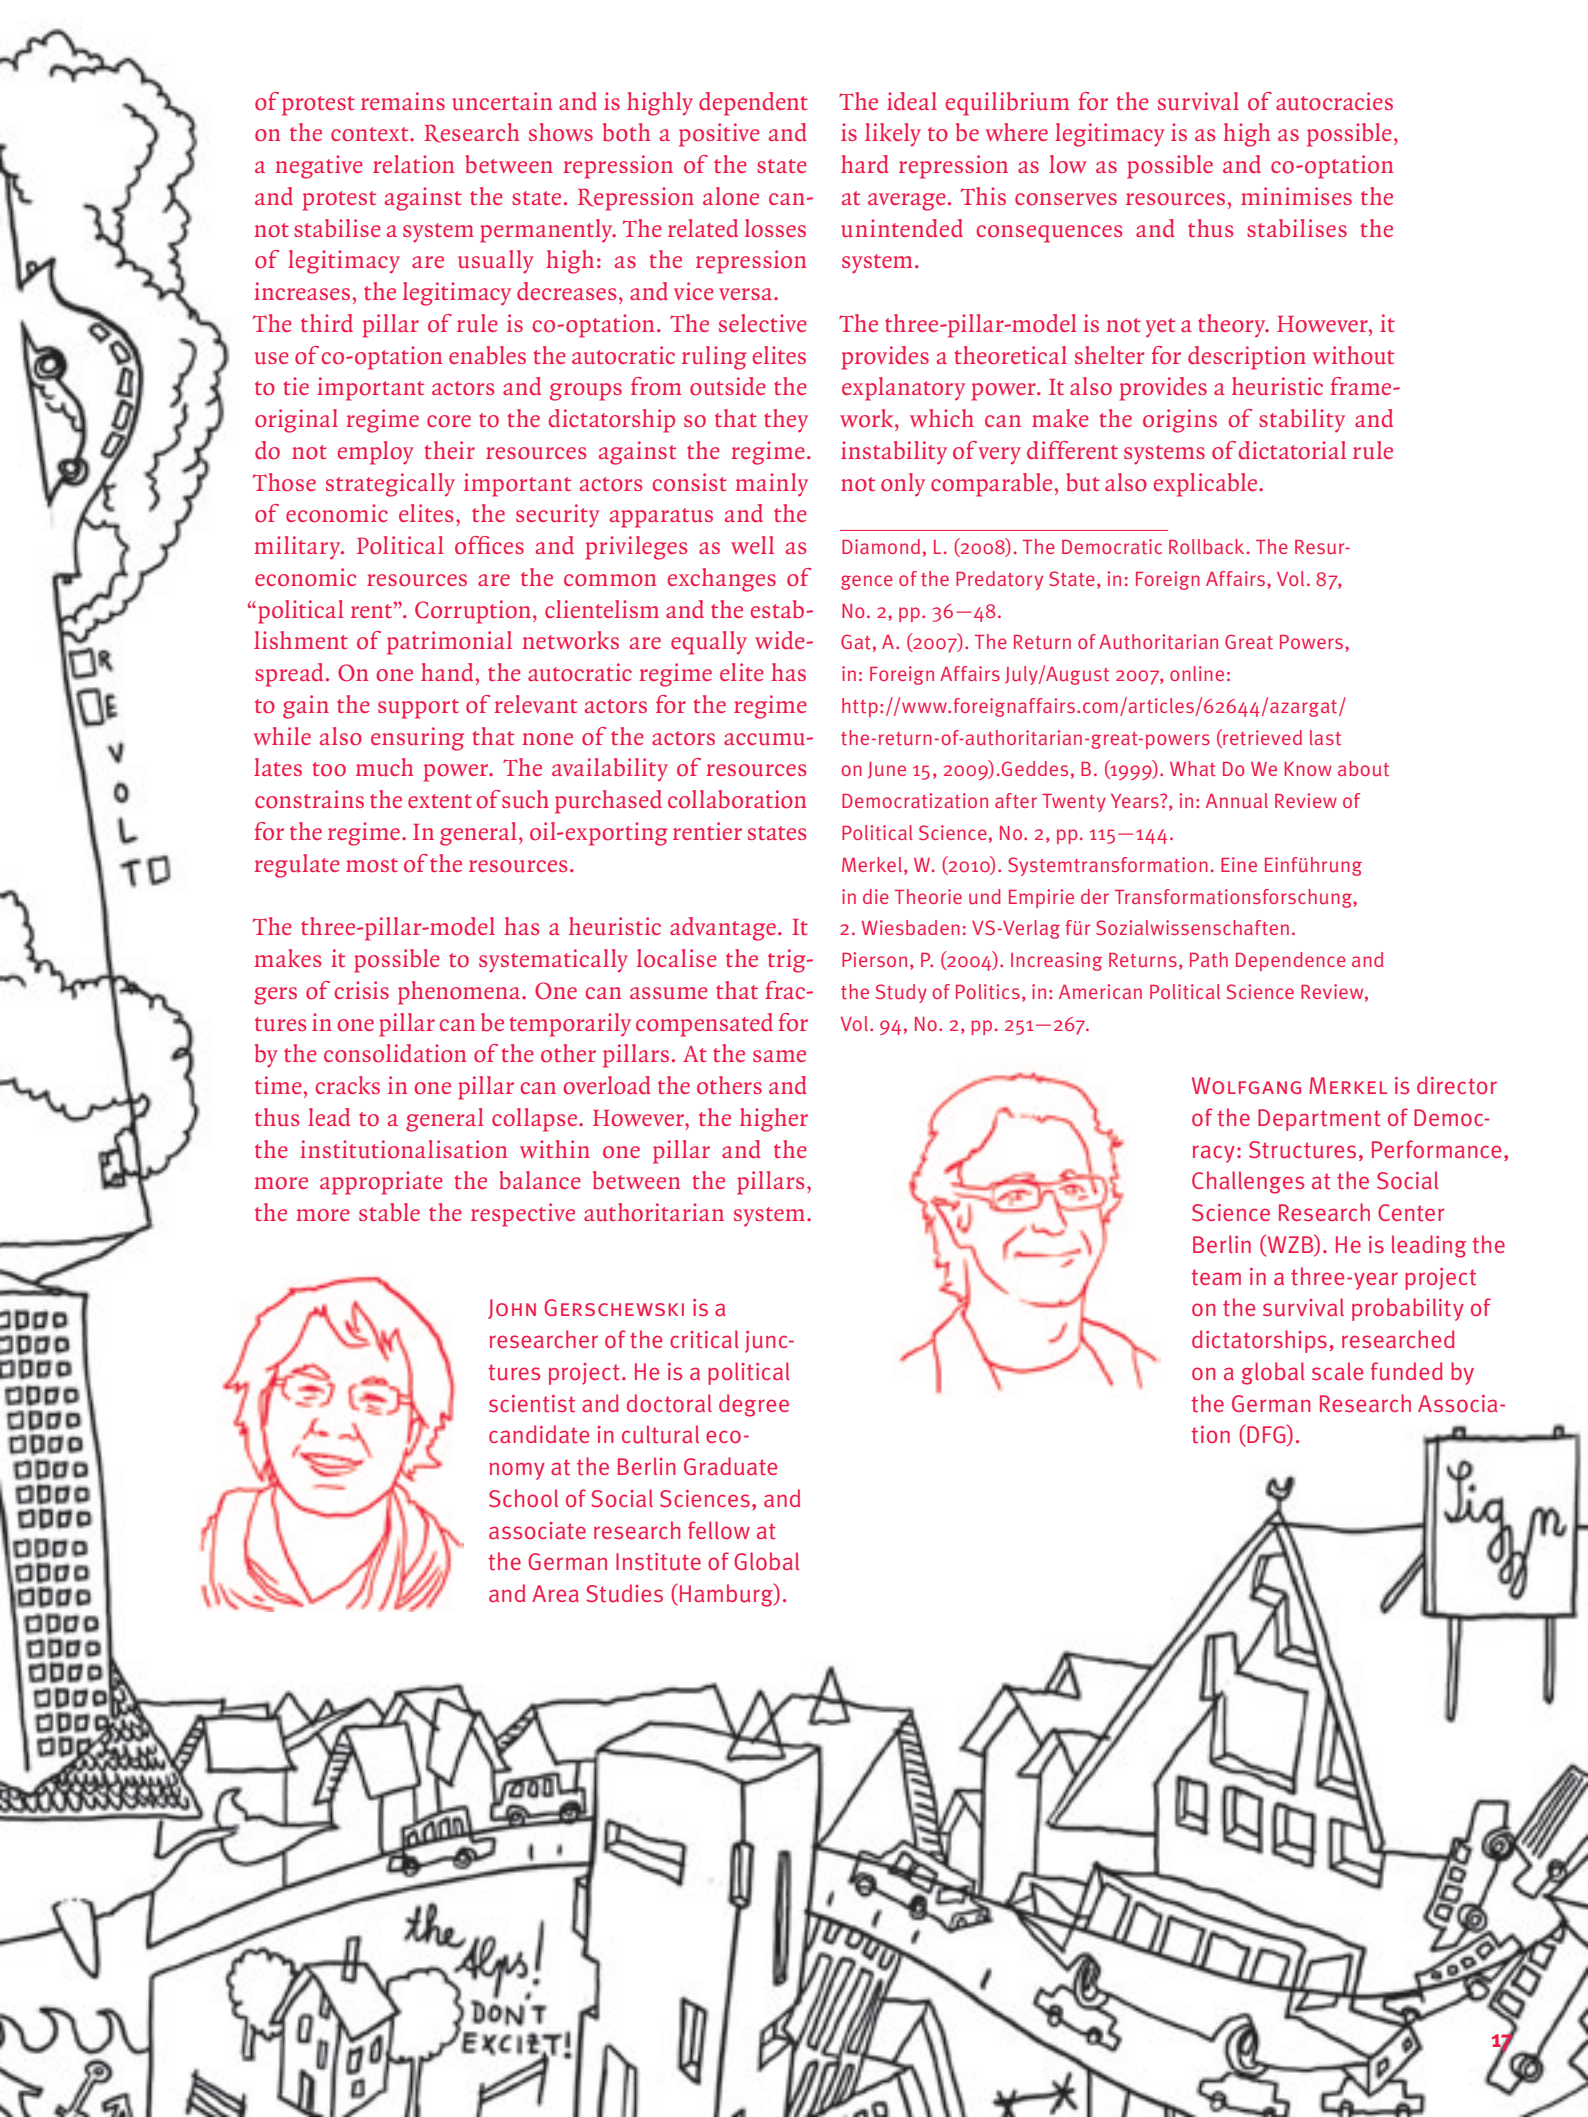 of protest remains uncertain and is highly dependent
on the context. Research shows both a positive and
a negative relation between repression of the state
and protest against the state. Repression alone can-
not stabilise a system permanently. The related losses
of legitimacy are usually high: as the repression
increases, the legitimacy decreases, and vice versa.
The third pillar of rule is co-optation. The selective
use of co-optation enables the autocratic ruling elites
to tie important actors and groups from outside the
original regime core to the dictatorship so that they
do not employ their resources against the regime.
Those strategically important actors consist mainly
of economic elites, the security apparatus and the
military. Political offices and privileges as well as
economic resources are the common exchanges of
“political rent”. Corruption, clientelism and the estab-
lishment of patrimonial networks are equally wide-
spread. On one hand, the autocratic regime elite has
to gain the support of relevant actors for the regime
while also ensuring that none of the actors accumu-
lates too much power. The availability of resources
constrains the extent of such purchased collaboration
for the regime. In general, oil-exporting rentier states
regulate most of the resources.
The three-pillar-model has a heuristic advantage. It
makes it possible to systematically localise the trig-
gers of crisis phenomena. One can assume that frac-
tures in one pillar can be temporarily compensated for
by the consolidation of the other pillars. At the same
time, cracks in one pillar can overload the others and
thus lead to a general collapse. However, the higher
the institutionalisation within one pillar and the
more appropriate the balance between the pillars,
the more stable the respective authoritarian system.
The ideal equilibrium for the survival of autocracies
is likely to be where legitimacy is as high as possible,
hard repression as low as possible and co-optation
at average. This conserves resources, minimises the
unintended consequences and thus stabilises the
system.
The three-pillar-model is not yet a theory. However, it
provides a theoretical shelter for description without
explanatory power. It also provides a heuristic frame-
work, which can make the origins of stability and
instability of very different systems of dictatorial rule
not only comparable, but also explicable.
Diamond, L. (2008). The Democratic Rollback. The Resur-
gence of the Predatory State, in: Foreign Affairs, Vol. 87,
No. 2, pp. 36—48.
Gat, A. (2007). The Return of Authoritarian Great Powers,
in: Foreign Affairs July/August 2007, online:
http://www.foreignaffairs.com/articles/62644/azargat/
the-return-of-authoritarian-great-powers (retrieved last
on June 15, 2009).Geddes, B. (1999). What Do We Know about
Democratization after Twenty Years?, in: Annual Review of
Political Science, No. 2, pp. 115—144.
Merkel, W. (2010). Systemtransformation. Eine Einführung
in die Theorie und Empirie der Transformationsforschung,
2. Wiesbaden: VS-Verlag für Sozialwissenschaften.
Pierson, P. (2004). Increasing Returns, Path Dependence and
the Study of Politics, in: American Political Science Review,
Vol. 94, No. 2, pp. 251—267.
JOHN GERSCHEWSKI is a
researcher of the critical junc-
tures project. He is a political
scientist and doctoral degree
candidate in cultural eco-
nomy at the Berlin Graduate
School of Social Sciences, and
associate research fellow at
the German Institute of Global
and Area Studies (Hamburg).
WOLFGANG MERKEL is director
of the Department of Democ-
racy: Structures, Performance,
Challenges at the Social
Science Research Center
Berlin (WZB). He is leading the
team in a three-year project
on the survival probability of
dictatorships, researched
on a global scale funded by
the German Research Associa-
tion (DFG).
REVOLT
the
Alps!
DON'T
17